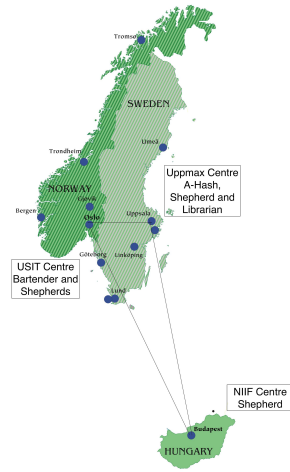 Tromsø
SWEDEN
Umeå
Trondheim
Uppmax Centre
A-Hash,
Shepherd and
Librarian
NORWAY
Gjøvik
Bergen
Oslo
Uppsala
USIT Centre
Bartender and
Shepherds
Göteborg
Linköping
Lund
NIIF Centre
Shepherd
Budapest
HUNGARY